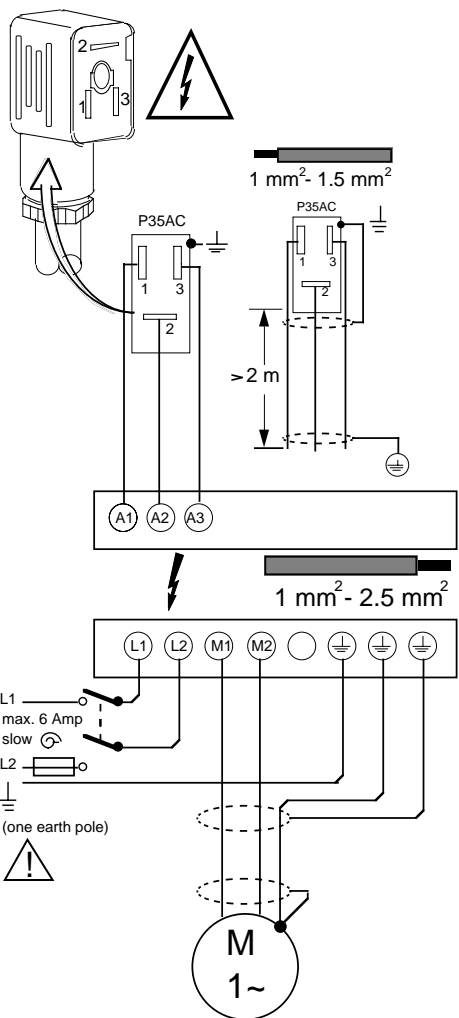 2
1 3
1 mm²- 1.5 mm²
P35AC
1 3
2
P35AC
1 3
2
>2 m
A1 A2 A3
1 mm²- 2.5 mm²
L1 L2 M1 M2
L1
max. 6 Amp
slow
L2
(one earth pole)
!
M
1~